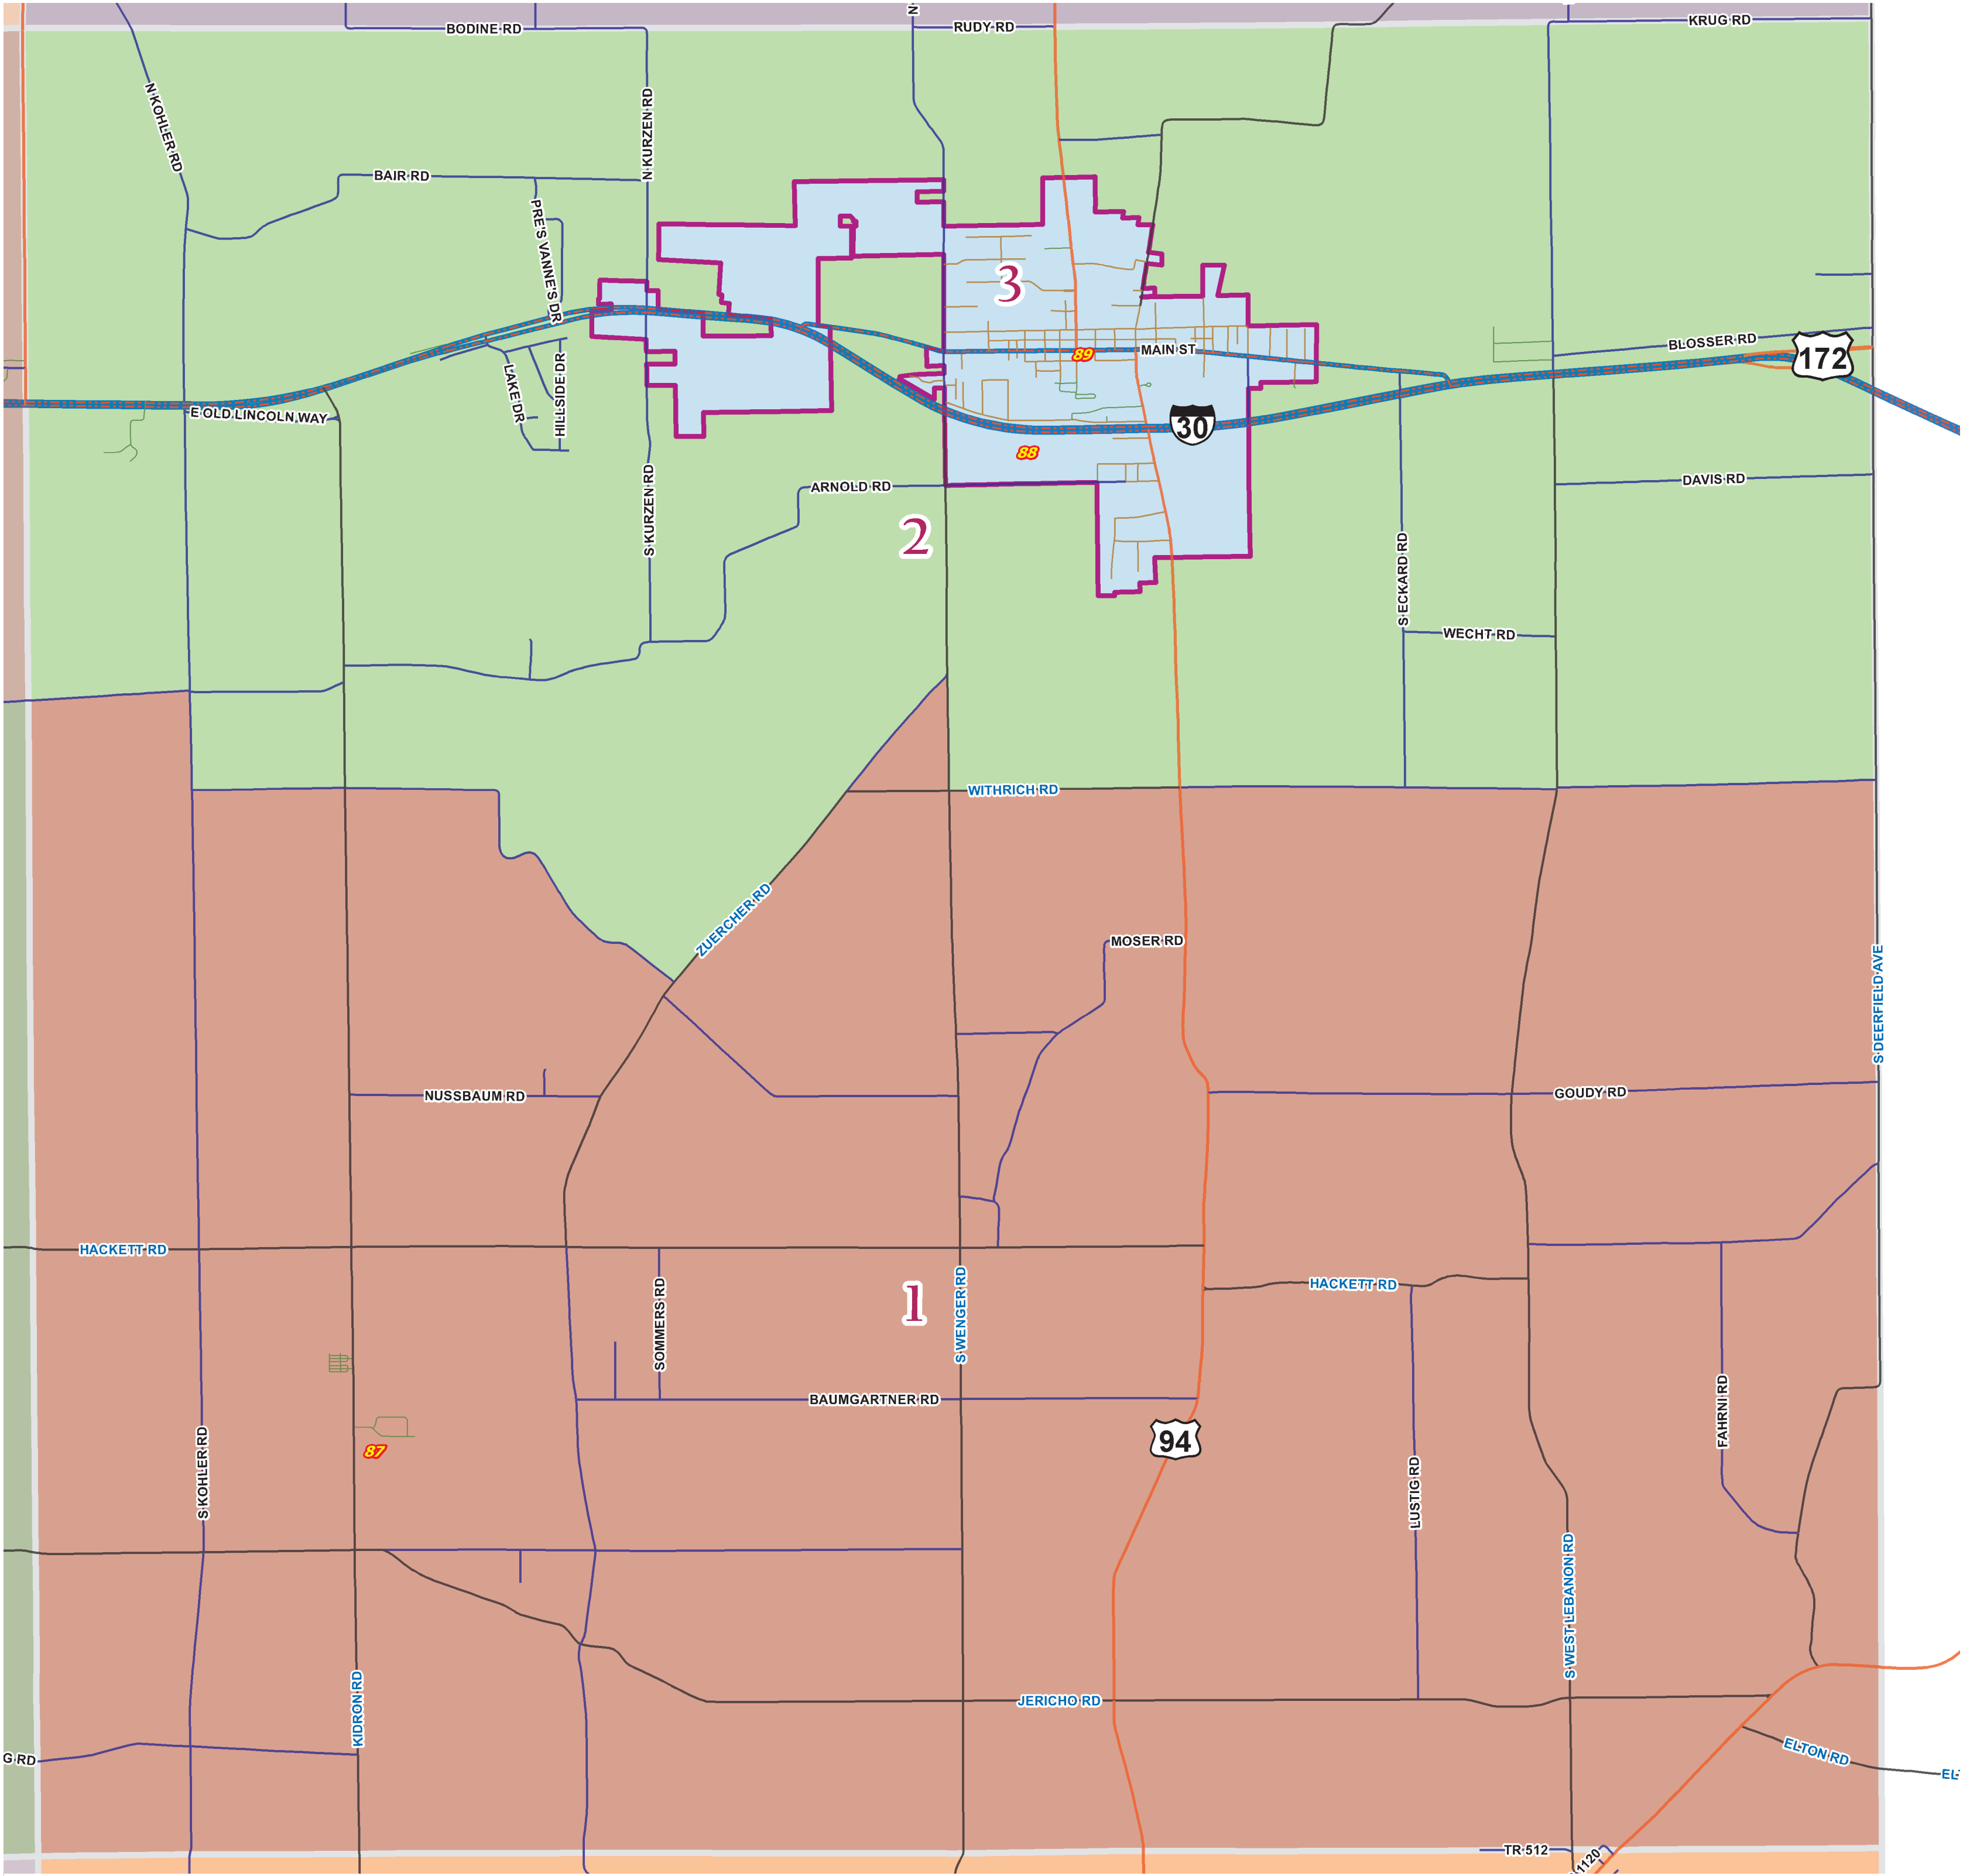 BODINE RD
N
RUDY RD
KRUG RD
N KOHLER RD
N KURZEN RD
BAIR RD
PRE'S VANNE'S DR
3
MAIN ST
89
BLOSSER RD
172
LAKE DR
HILLSIDE DR
E OLD LINCOLN WAY
30
88
S KURZEN RD
ARNOLD RD
DAVIS RD
2
S ECKARD RD
WECHT RD
WITHRICH RD
ZUERCHER RD
MOSER RD
S DEERFIELD AVE
NUSSBAUM RD
GOUDY RD
HACKETT RD
HACKETT RD
1
SOMMERS RD
S WENGER RD
BAUMGARTNER RD
FAHRNI RD
94
87
S KOHLER RD
LUSTIG RD
S WEST LEBANON RD
KIDRON RD
JERICHO RD
G RD
ELTON RD
ELT
TR 512
1120